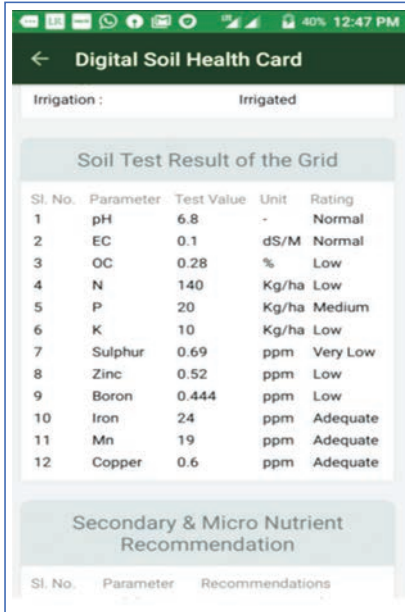 40% 12:47 PM
← Digital Soil Health Card
Irrigation : Irrigated
Soil Test Result of the Grid
Sl. No. Parameter Test Value Unit Rating
1 pH 6.8 - Normal
2 EC 0.1 dS/M Normal
3 OC 0.28 % Low
4 N 140 Kg/ha Low
5 P 20 Kg/ha Medium
6 K 10 Kg/ha Low
7 Sulphur 0.69 ppm Very Low
8 Zinc 0.52 ppm Low
9 Boron 0.444 ppm Low
10 Iron 24 ppm Adequate
11 Mn 19 ppm Adequate
12 Copper 0.6 ppm Adequate
Secondary & Micro Nutrient
Recommendation
Sl. No. Parameter Recommendations